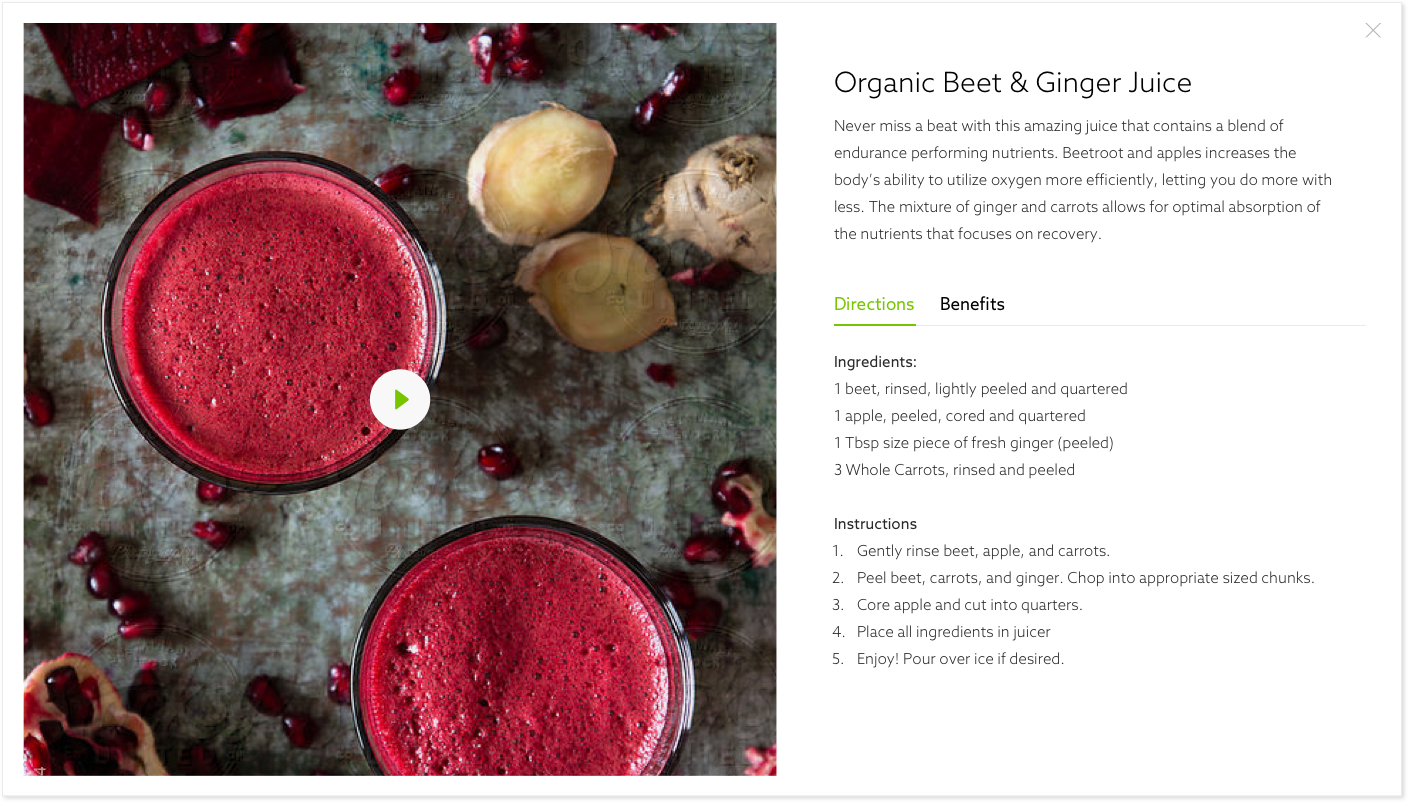 Organic Beet & Ginger Juice
Never miss a beat with this amazing juice that contains a blend of
endurance performing nutrients. Beetroot and apples increases the
body's ability to utilize oxygen more efficiently, letting you do more with
less. The mixture of ginger and carrots allows for optimal absorption of
the nutrients that focuses on recovery.
Directions Benefits
Ingredients:
1 beet, rinsed, lightly peeled and quartered
1 apple, peeled, cored and quartered
1 Tbsp size piece of fresh ginger (peeled)
3 Whole Carrots, rinsed and peeled
Instructions
1. Gently rinse beet, apple, and carrots.
2. Peel beet, carrots, and ginger. Chop into appropriate sized chunks.
3. Core apple and cut into quarters.
4. Place all ingredients in juicer
5. Enjoy! Pour over ice if desired.